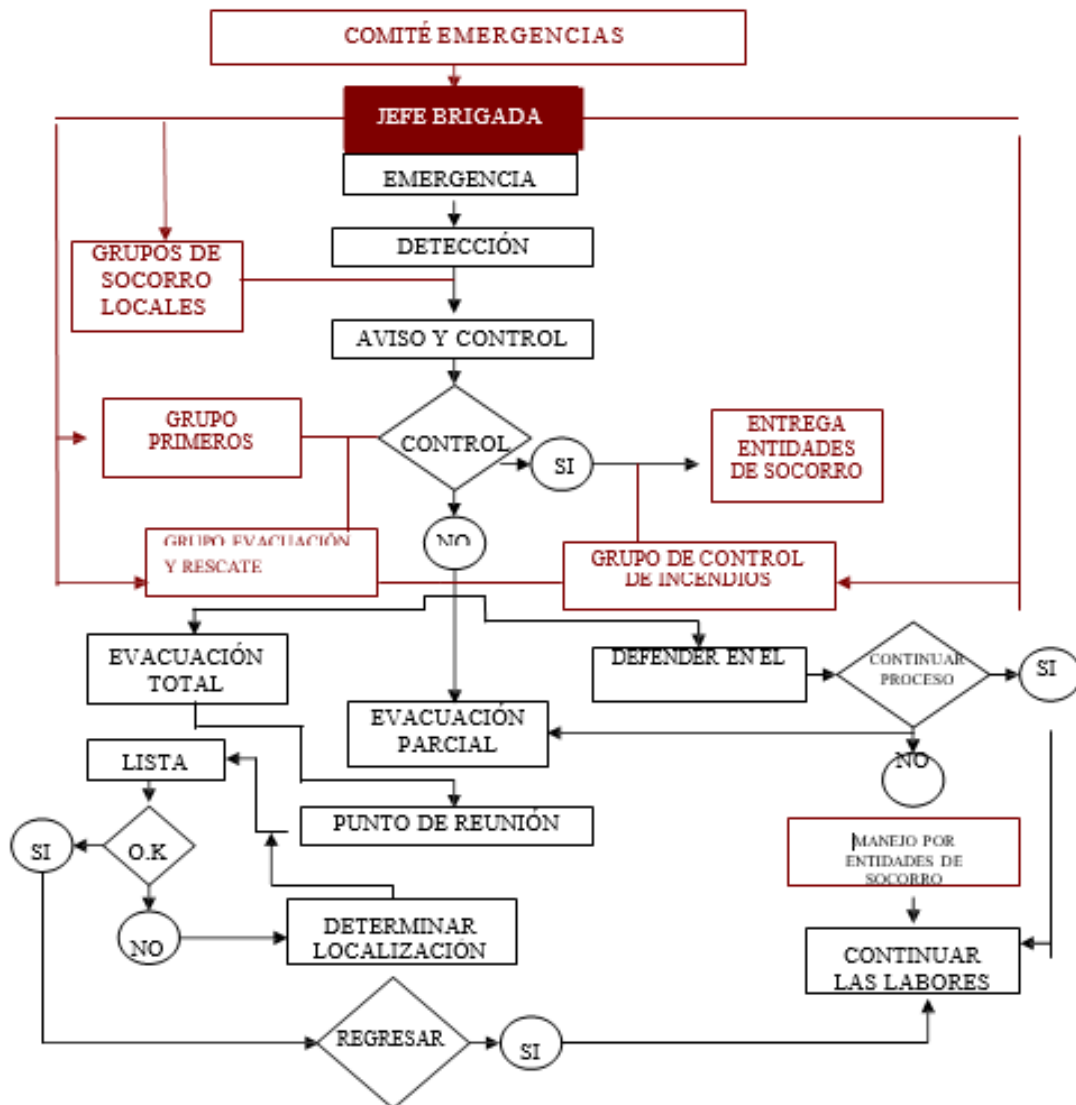 COMITÉ EMERGENCIAS
JEFE BRIGADA
EMERGENCIA
DETECCIÓN
GRUPOS DE
SOCORRO
LOCALES
AVISO Y CONTROL
GRUPO
PRIMEROS
CONTROL
SI
ENTREGA
ENTIDADES
DE SOCORRO
NO
GRUPO EVACUACIÓN
Y RESCATE
GRUPO DE CONTROL
DE INCENDIOS
EVACUACIÓN
TOTAL
DEFENDER EN EL
CONTINUAR
PROCESO
SI
EVACUACIÓN
PARCIAL
NO
LISTA
PUNTO DE REUNIÓN
SI
O.K
MANEJO POR
ENTIDADES DE
SOCORRO
NO
DETERMINAR
LOCALIZACIÓN
CONTINUAR
LAS LABORES
REGRESAR
SI